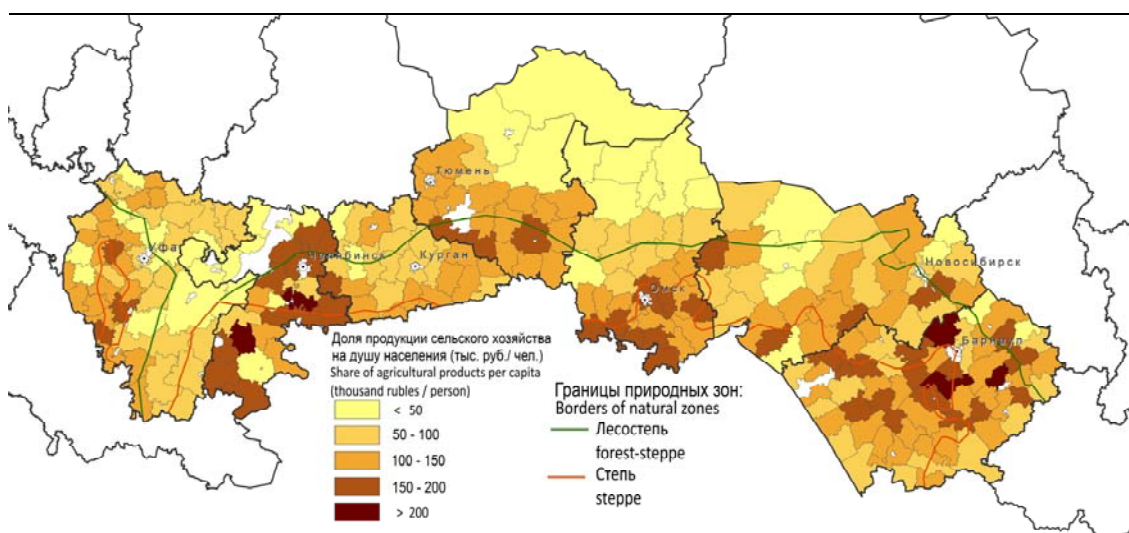 Тюмень
Уфа
Челябинск
Курган
Омск
Новосибирск
Барнаул
Доля продукции сельского хозяйства
на душу населения (тыс. руб./ чел.)
Share of agricultural products per capita
(thousand rubles / person)
< 50
50 - 100
100 - 150
150 - 200
> 200
Границы природных зон:
Borders of natural zones
Лесостепь
forest-steppe
Степь
steppe